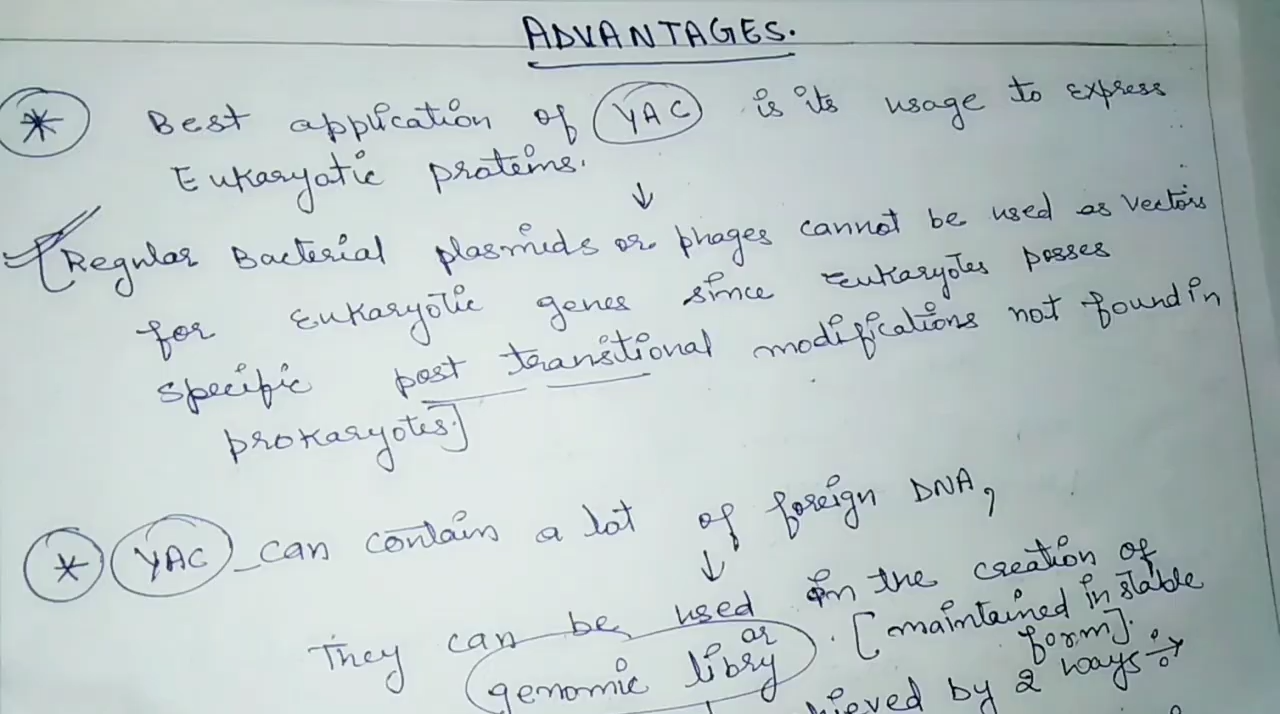 ADVANTAGES.
* Best application of YAC is its usage to express
Eukaryotic proteins.
↓
[Regular Bacterial plasmids or phages cannot be used as vectors
for Eukaryotic genes since Eukaryotes posses
specific post transitional modifications not found in
prokaryotes.]
* YAC can contain a lot of foreign DNA,
↓
They can be used in the creation of
genomic libry . [maintained in stable
ar
form].
by 2 ways